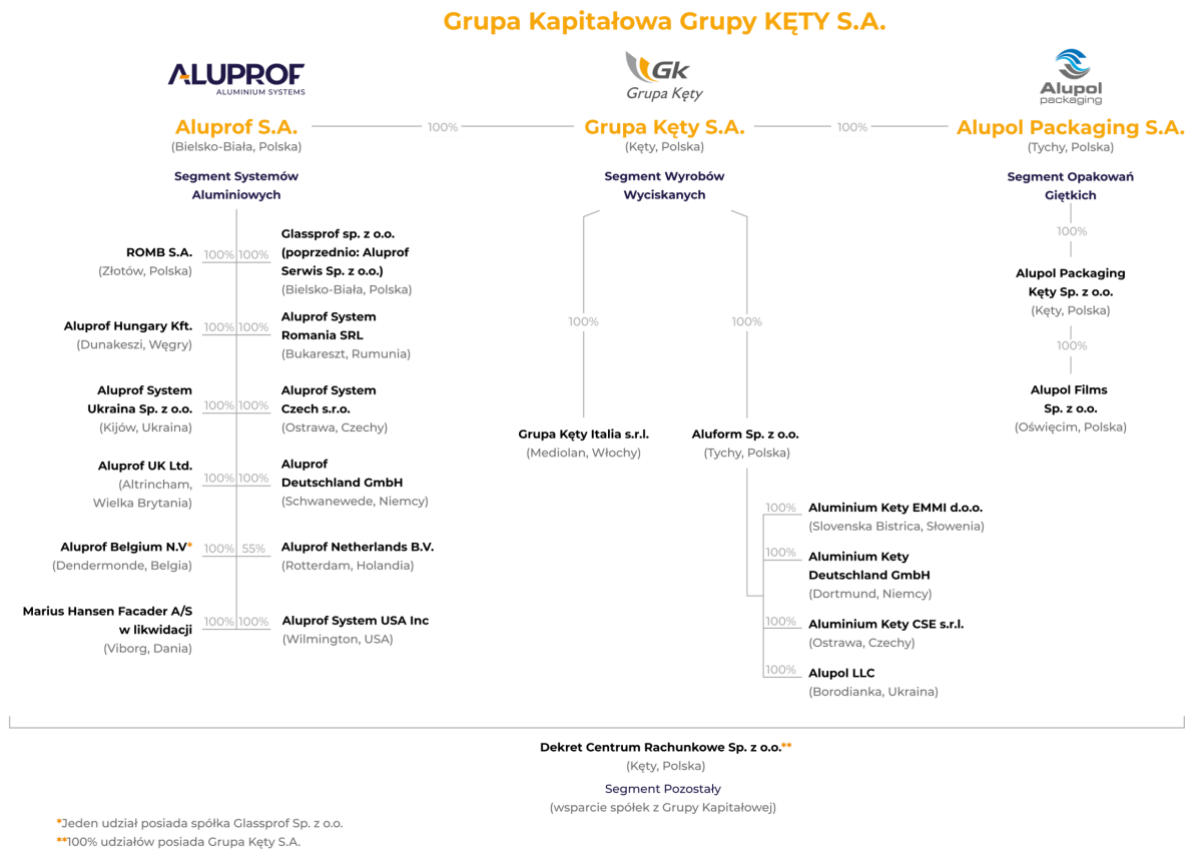 Grupa Kapitałowa Grupy KĘTY S.A.
ALUPROF
ALUMINIUM SYSTEMS
Aluprof S.A.
(Bielsko-Biała, Polska)
Segment Systemów
Aluminiowych
100%
Gk
Grupa Kęty
Grupa Kęty S.A.
(Kęty, Polska)
Segment Wyrobów
Wyciskanych
100%
Alupol
packaging
Alupol Packaging S.A.
(Tychy, Polska)
Segment Opakowań
Giętkich
ROMB S.A.
(Złotów, Polska)
100% 100%
Glassprof sp. z o.o.
(poprzednio: Aluprof
Serwis Sp. z o.o.)
(Bielsko-Biała, Polska)
Aluprof Hungary Kft.
(Dunakeszi, Węgry)
100% 100%
Aluprof System
Romania SRL
(Bukareszt, Rumunia)
Aluprof System
Ukraina Sp. z o.o.
(Kijów, Ukraina)
100% 100%
Aluprof System
Czech s.r.o.
(Ostrawa, Czechy)
Aluprof UK Ltd.
(Altrincham,
Wielka Brytania)
100% 100%
Aluprof
Deutschland GmbH
(Schwanewede, Niemcy)
Aluprof Belgium N.V*
(Dendermonde, Belgia)
100% 55%
Aluprof Netherlands B.V.
(Rotterdam, Holandia)
Marius Hansen Facader A/S
w likwidacji
(Viborg, Dania)
100% 100%
Aluprof System USA Inc
(Wilmington, USA)
100%
Grupa Kęty Italia s.r.l.
(Mediolan, Włochy)
100%
Aluform Sp. z o.o.
(Tychy, Polska)
100%
Aluminium Kety EMMI d.o.o.
(Slovenska Bistrica, Słowenia)
100%
Aluminium Kety
Deutschland GmbH
(Dortmund, Niemcy)
100%
Aluminium Kety CSE s.r.l.
(Ostrawa, Czechy)
100%
Alupol LLC
(Borodianka, Ukraina)
100%
Alupol Packaging
Kęty Sp. z o.o.
(Kęty, Polska)
100%
Alupol Films
Sp. z o.o.
(Oświęcim, Polska)
Dekret Centrum Rachunkowe Sp. z o.o.**
(Kęty, Polska)
Segment Pozostały
(wsparcie spółek z Grupy Kapitałowej)
*Jeden udział posiada spółka Glassprof Sp. z o.o.
**100% udziałów posiada Grupa Kęty S.A.